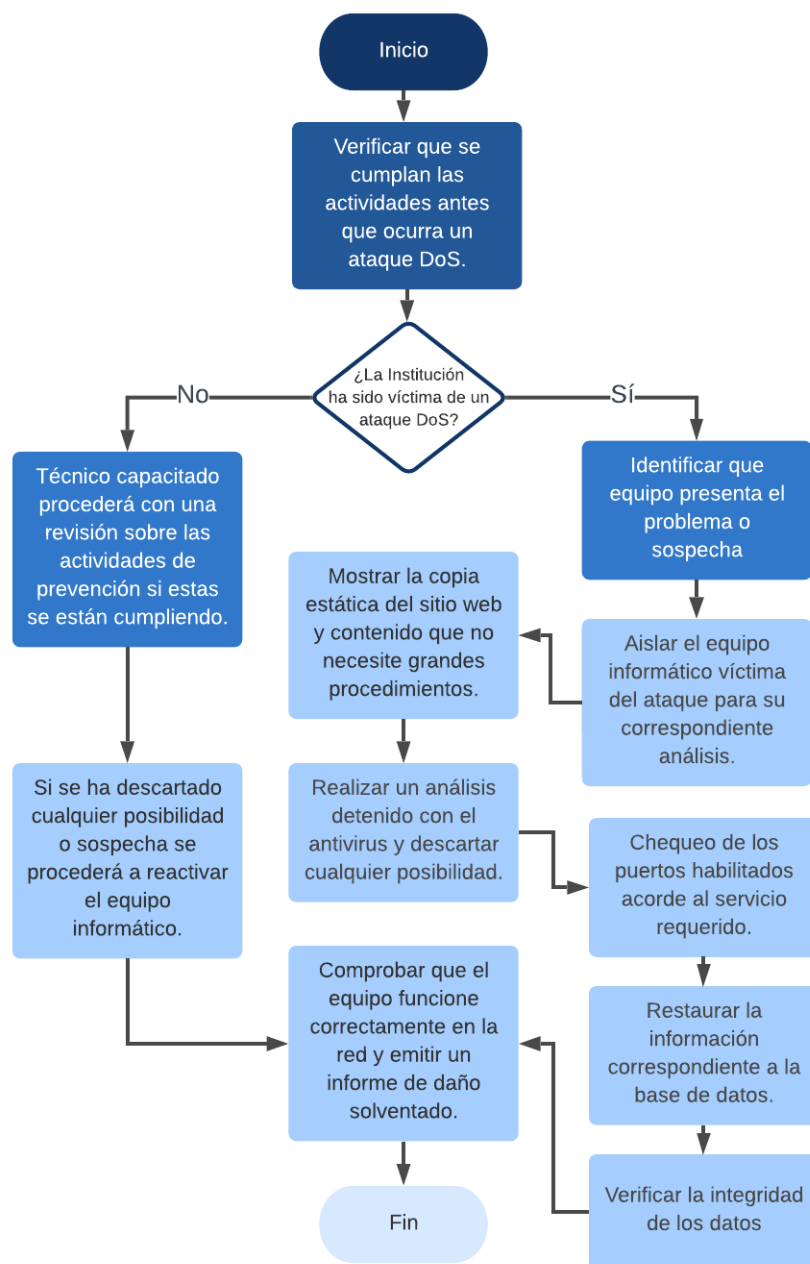 Inicio
Verificar que se
cumplan las
actividades antes
que ocurra un
ataque DoS.
¿La Institución
ha sido víctima de un
ataque DoS?
No
Sí
Técnico capacitado
procederá con una
revisión sobre las
actividades de
prevención si estas
se están cumpliendo.
Identificar que
equipo presenta el
problema o
sospecha
Mostrar la copia
estática del sitio web
y contenido que no
necesite grandes
procedimientos.
Aislar el equipo
informático víctima
del ataque para su
correspondiente
análisis.
Si se ha descartado
cualquier posibilidad
o sospecha se
procederá a reactivar
el equipo
informático.
Realizar un análisis
detenido con el
antivirus y descartar
cualquier posibilidad.
Chequeo de los
puertos habilitados
acorde al servicio
requerido.
Comprobar que el
equipo funcione
correctamente en la
red y emitir un
informe de daño
solventado.
Restaurar la
información
correspondiente a la
base de datos.
Verificar la integridad
de los datos
Fin